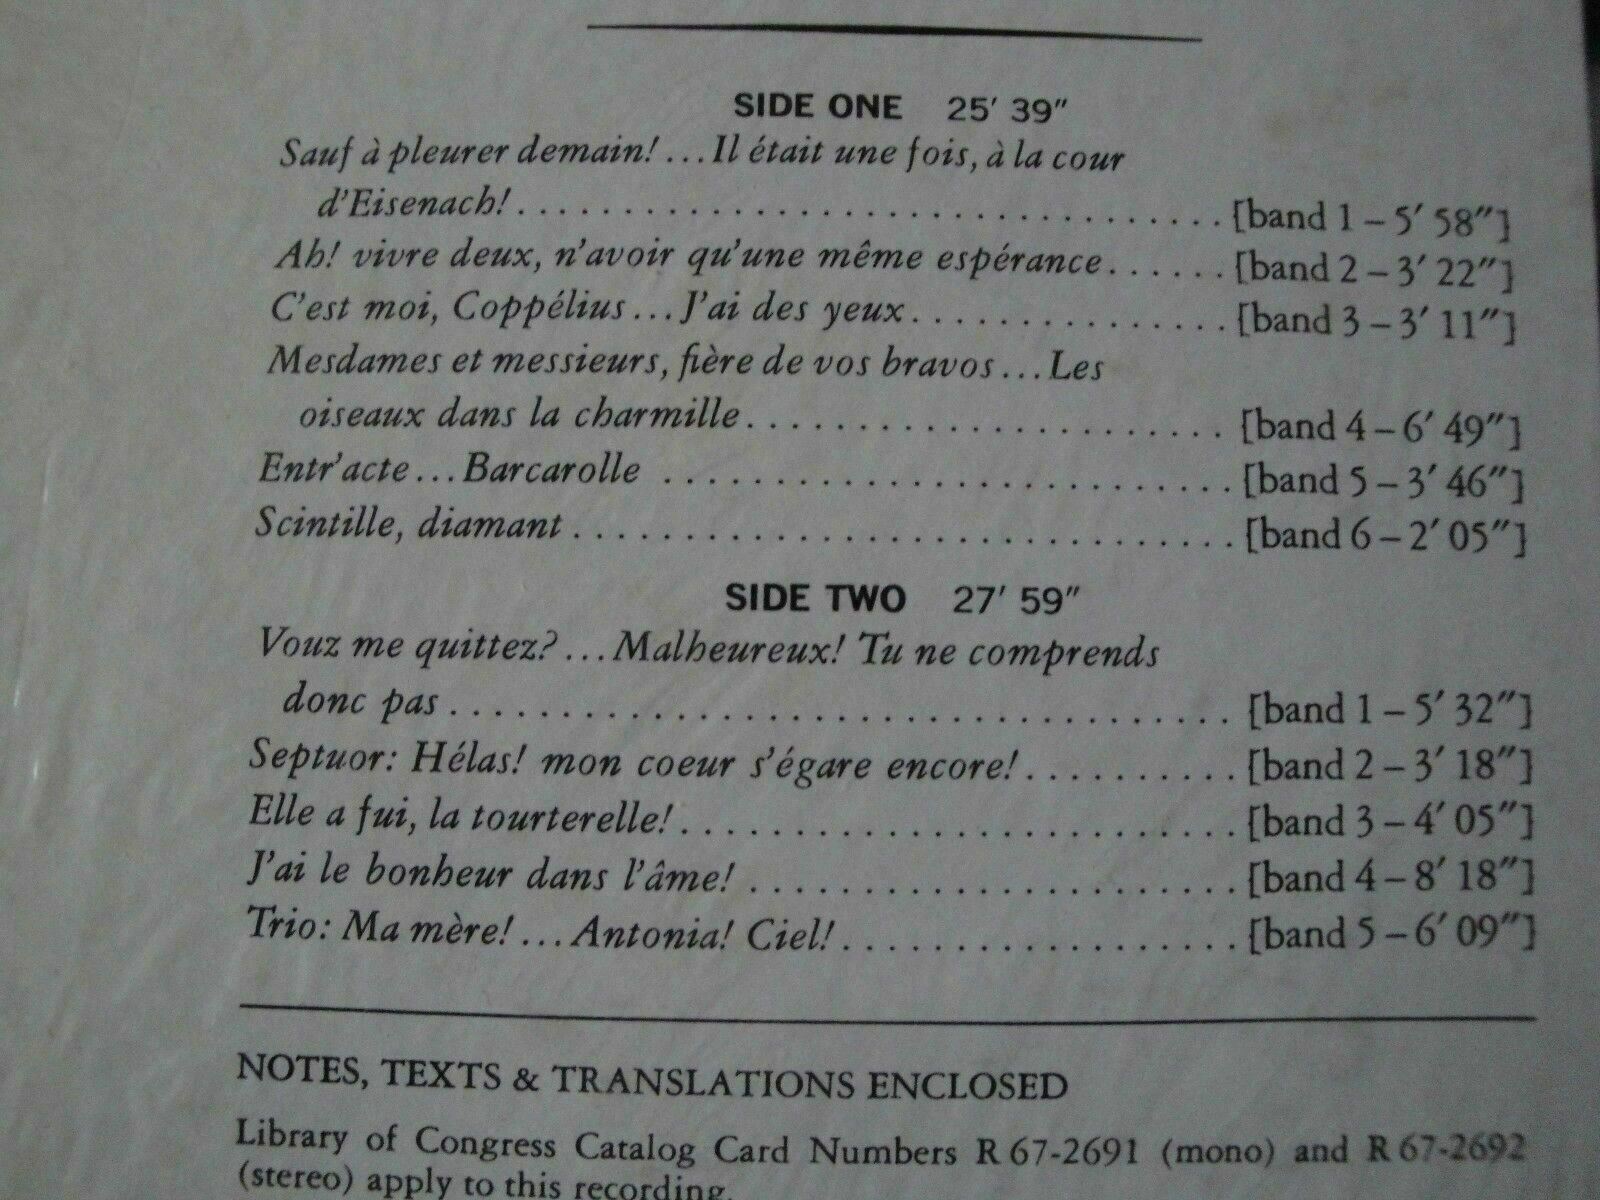 SIDE ONE 25′ 39″
Sauf à pleurer demain! ...Il était une fois, à la cour
d'Eisenach!................................. [band 1 – 5′ 58″]
Ah! vivre deux, n'avoir qu'une même espérance...... [band 2 – 3′ 22″]
C'est moi, Coppélius...J'ai des yeux............... [band 3 – 3′ 11″]
Mesdames et messieurs, fière de vos bravos...Les
oiseaux dans la charmille....................... [band 4 – 6′ 49″]
Entr'acte...Barcarolle ........................... [band 5 – 3′ 46″]
Scintille, diamant ............................... [band 6 – 2′ 05″]
SIDE TWO 27′ 59″
Vouz me quittez? ...Malheureux! Tu ne comprends
donc pas .................................... [band 1 – 5′ 32″]
Septuor: Hélas! mon coeur s'égare encore!.......... [band 2 – 3′ 18″]
Elle a fui, la tourterelle!.......................... [band 3 – 4′ 05″]
J'ai le bonheur dans l'âme! ...................... [band 4 – 8′ 18″]
Trio: Ma mère! ...Antonia! Ciel!................... [band 5 – 6′ 09″]
NOTES, TEXTS & TRANSLATIONS ENCLOSED
Library of Congress Catalog Card Numbers R 67-2691 (mono) and R 67-2692
(stereo) apply to this recording.